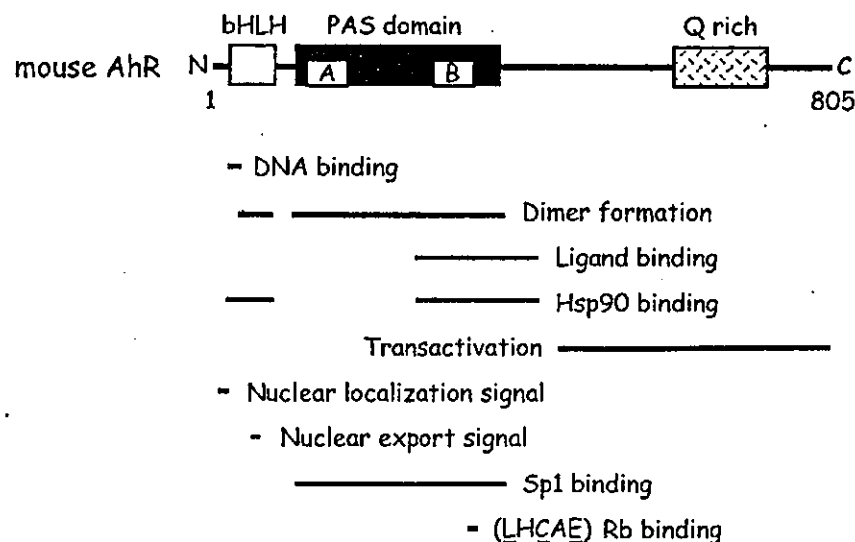 bHLH PAS domain Q rich
mouse AhR N A B C
1 805
DNA binding
Dimer formation
Ligand binding
Hsp90 binding
Transactivation
Nuclear localization signal
Nuclear export signal
Sp1 binding
(LHCAE) Rb binding